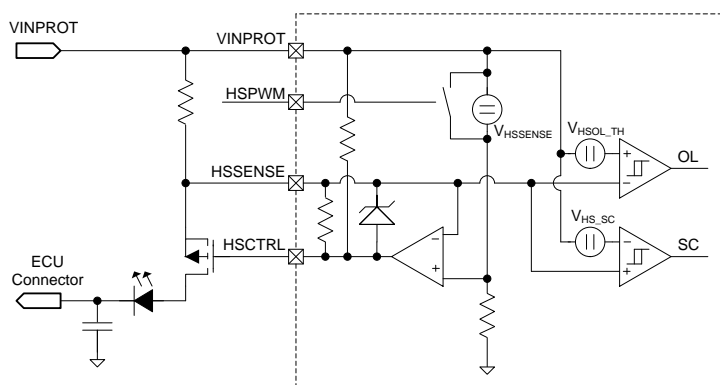 VINPROT
VINPROT
HSPWM
VHSSENSE
VHSOL_TH
OL
HSSENSE
VHS_SC
HSCTRL
SC
ECU
Connector